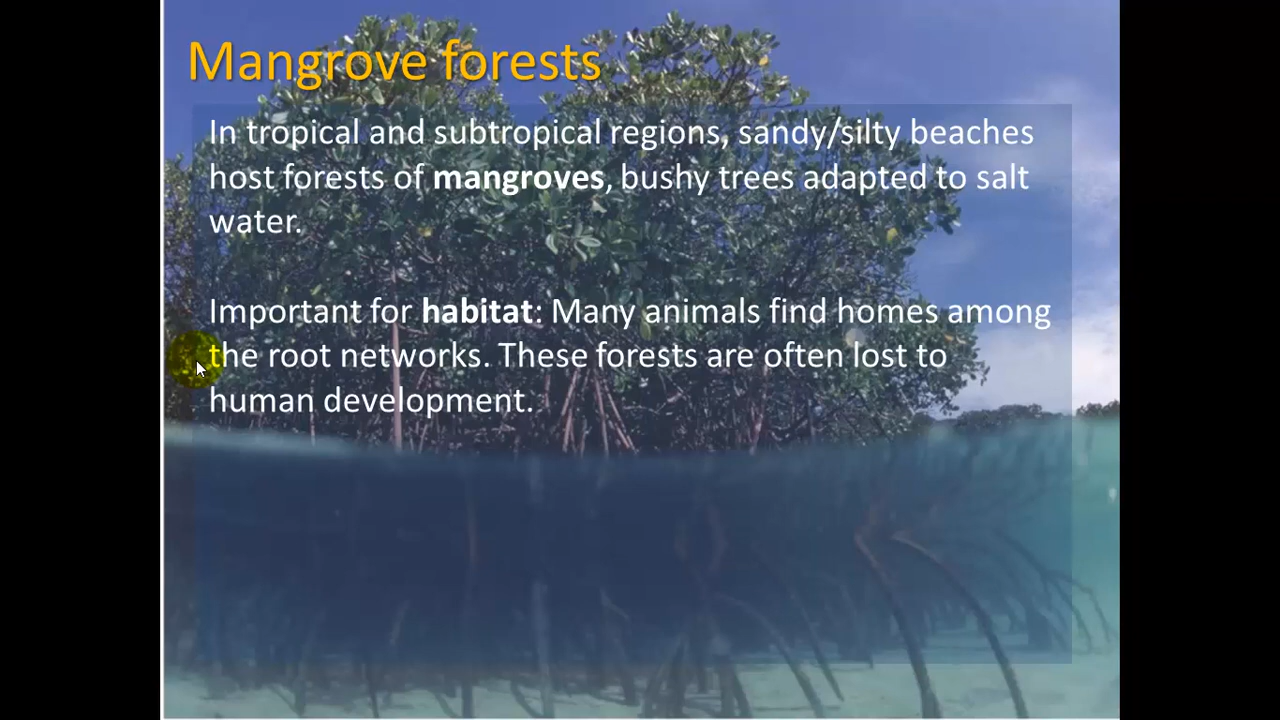 Mangrove forests
In tropical and subtropical regions, sandy/silty beaches
host forests of mangroves, bushy trees adapted to salt
water.
Important for habitat: Many animals find homes among
the root networks. These forests are often lost to
human development.